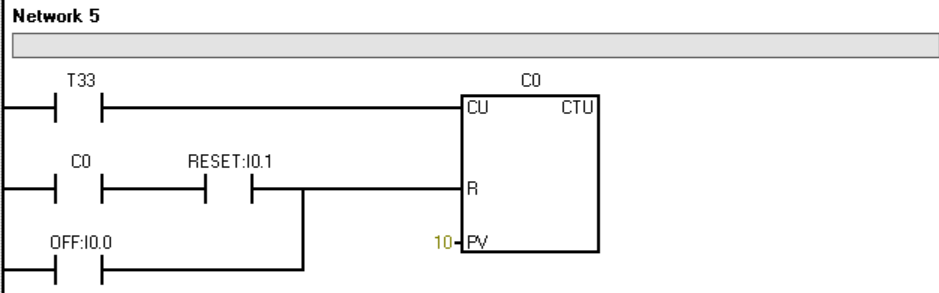 Network 5
T33
C0
CU
CTU
C0
RESET:I0.1
R
OFF:I0.0
10
PV